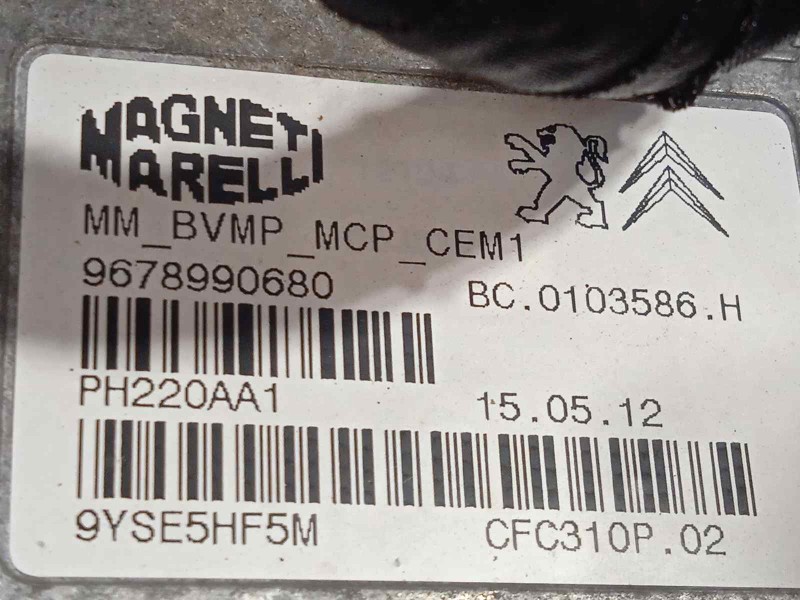 MAGNETI
MARELLI
MM_BVMP_MCP_CEM1
9678990680
BC.0103586.H
PH220AA1
15.05.12
9YSE5HF5M
CFC310P.02